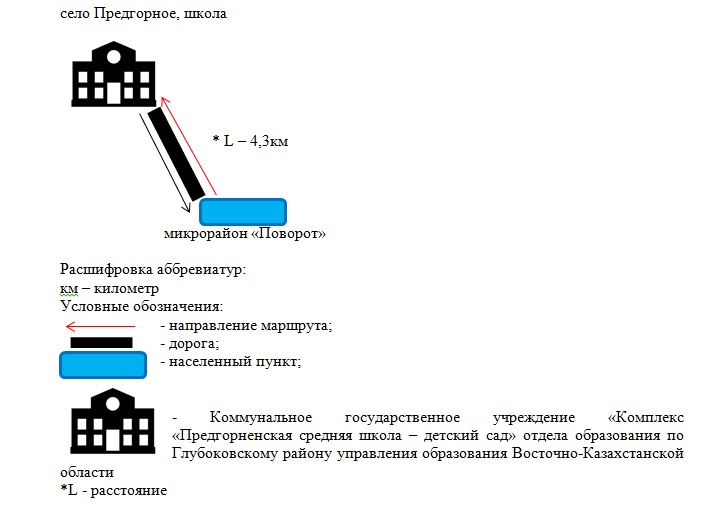 село Предгорное, школа
* L – 4,3км
микрорайон «Поворот»
Расшифровка аббревиатур:
км – километр
Условные обозначения:
- направление маршрута;
- дорога;
- населенный пункт;
- Коммунальное государственное учреждение «Комплекс
«Предгорненская средняя школа – детский сад» отдела образования по
Глубоковскому району управления образования Восточно-Казахстанской
области
*L - расстояние